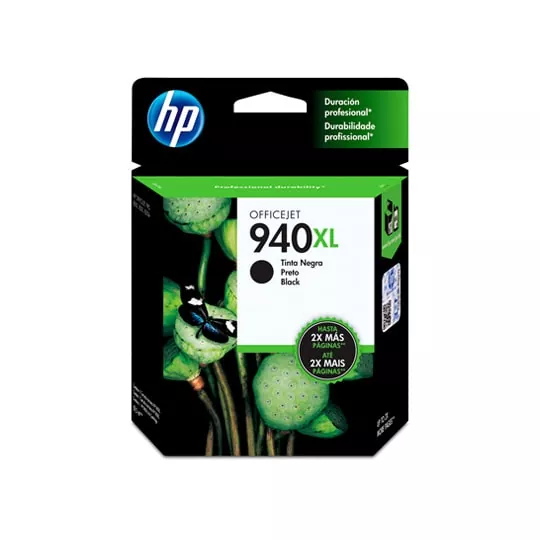 hp
Duración
profesional*
Durabilidade
profissional*
Professional durability*
OFFICEJET
940XL
Tinta Negra
Preto
Black
HASTA
2X MÁS
PÁGINAS**
ATÉ
2X MAIS
PÁGINAS**